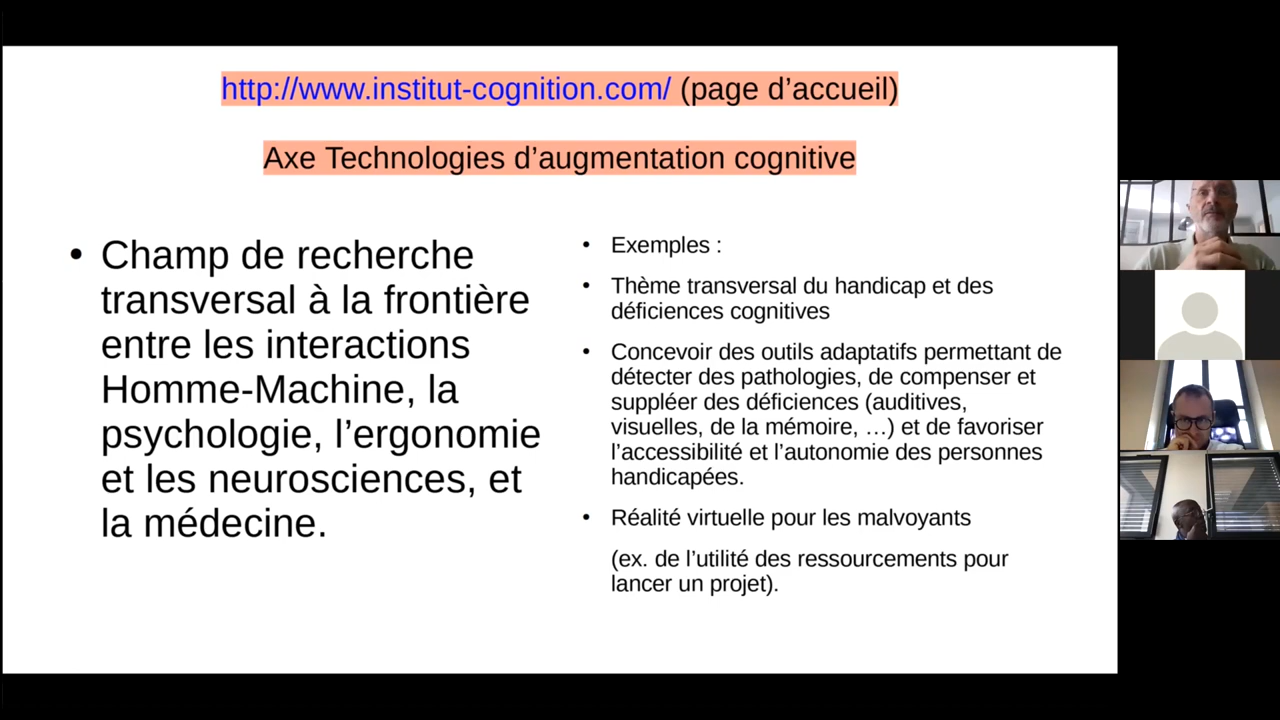 http://www.institut-cognition.com/ (page d’accueil)
Axe Technologies d’augmentation cognitive
• Champ de recherche
transversal à la frontière
entre les interactions
Homme-Machine, la
psychologie, l’ergonomie
et les neurosciences, et
la médecine.
• Exemples :
• Thème transversal du handicap et des
déficiences cognitives
• Concevoir des outils adaptatifs permettant de
détecter des pathologies, de compenser et
suppléer des déficiences (auditives,
visuelles, de la mémoire, …) et de favoriser
l’accessibilité et l’autonomie des personnes
handicapées.
• Réalité virtuelle pour les malvoyants
(ex. de l’utilité des ressourcements pour
lancer un projet).